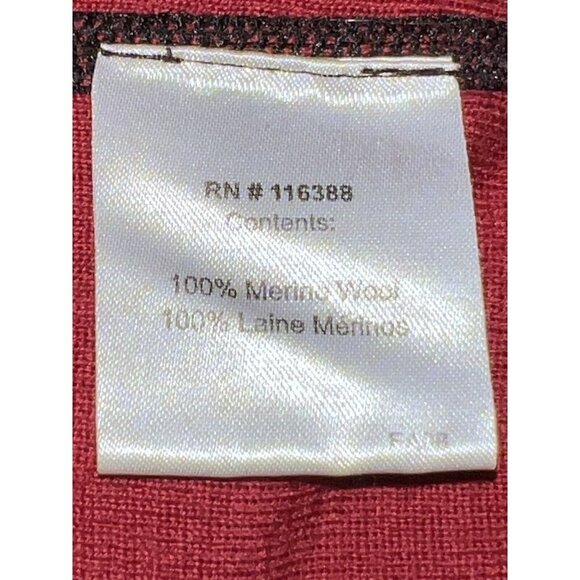 RN # 116388
Contents:
100% Merino Wool
100% Laine Mérinos